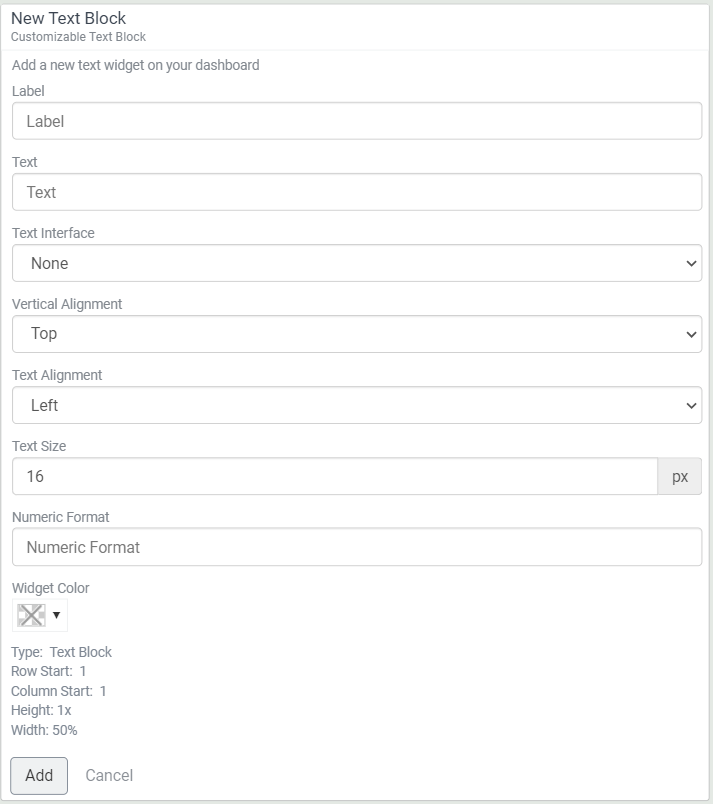 New Text Block
Customizable Text Block
Add a new text widget on your dashboard
Label
Label
Text
Text
Text Interface
None
Vertical Alignment
Top
Text Alignment
Left
Text Size
16 px
Numeric Format
Numeric Format
Widget Color
Type: Text Block
Row Start: 1
Column Start: 1
Height: 1x
Width: 50%
Add Cancel